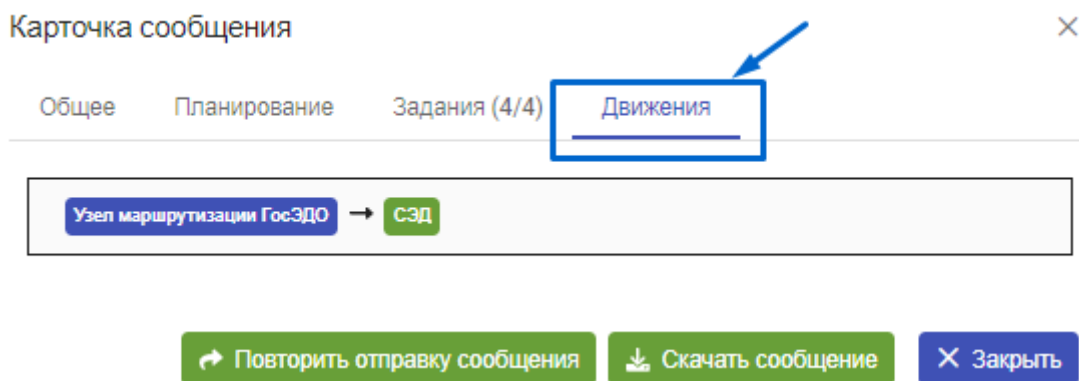 Карточка сообщения
Общее Планирование Задания (4/4) Движения
Узел маршрутизации ГосЭДО → СЭД
Повторить отправку сообщения Скачать сообщение Закрыть